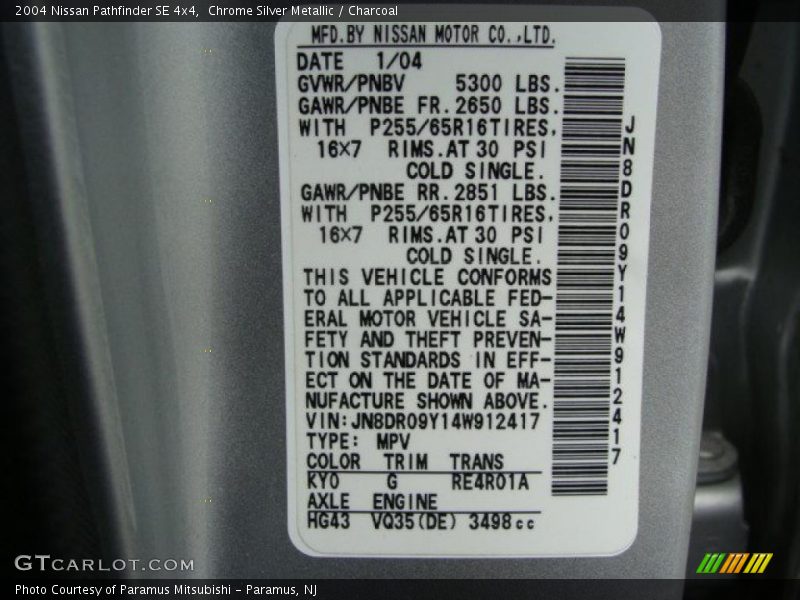 2004 Nissan Pathfinder SE 4x4,  Chrome Silver Metallic / Charcoal
MFD.BY NISSAN MOTOR CO.,LTD.
DATE 1/04
GVWR/PNBV 5300 LBS.
GAWR/PNBE FR. 2650 LBS.
WITH P255/65R16TIRES,
16×7 RIMS.AT 30 PSI
COLD SINGLE.
GAWR/PNBE RR. 2851 LBS.
WITH P255/65R16TIRES,
16×7 RIMS.AT 30 PSI
COLD SINGLE.
THIS VEHICLE CONFORMS
TO ALL APPLICABLE FED-
ERAL MOTOR VEHICLE SA-
FETY AND THEFT PREVEN-
TION STANDARDS IN EFF-
ECT ON THE DATE OF MA-
NUFACTURE SHOWN ABOVE.
VIN:JN8DR09Y14W912417
TYPE: MPV
COLOR TRIM TRANS
KY0 G RE4R01A
AXLE ENGINE
HG43 VQ35(DE) 3498cc
JN8DR09Y14W912417
GTCARLOT.COM
Photo Courtesy of Paramus Mitsubishi - Paramus, NJ